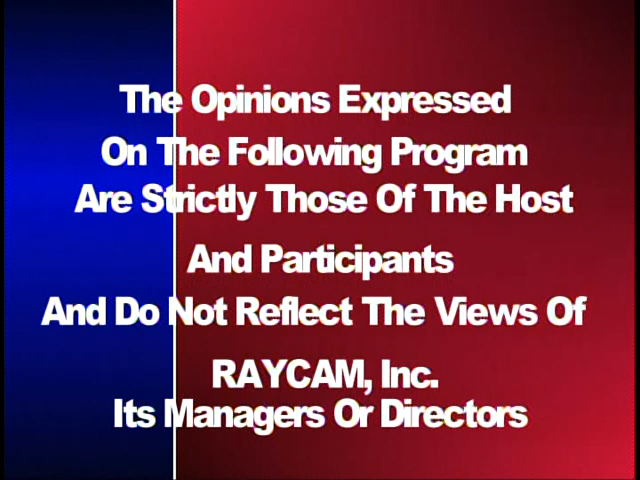 The Opinions Expressed
On The Following Program
Are Strictly Those Of The Host
And Participants
And Do Not Reflect The Views Of
RAYCAM, Inc.
Its Managers Or Directors